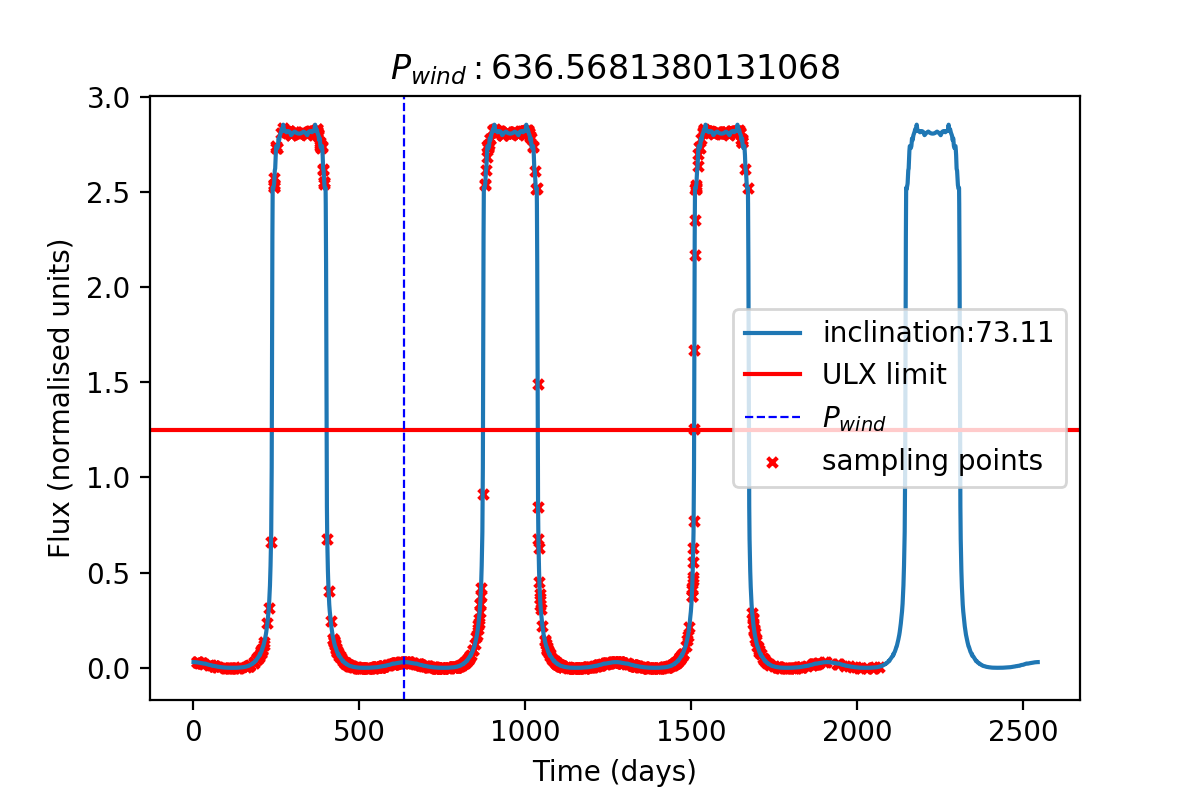 P_wind : 636.5681380131068
3.0
2.5
2.0
1.5
1.0
0.5
0.0
Flux (normalised units)
inclination:73.11
ULX limit
P_wind
sampling points
0 500 1000 1500 2000 2500
Time (days)